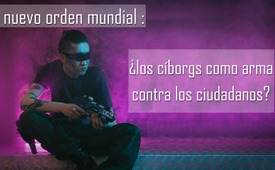 nuevo orden mundial :
¿los cíborgs como arma
contra los ciudadanos?